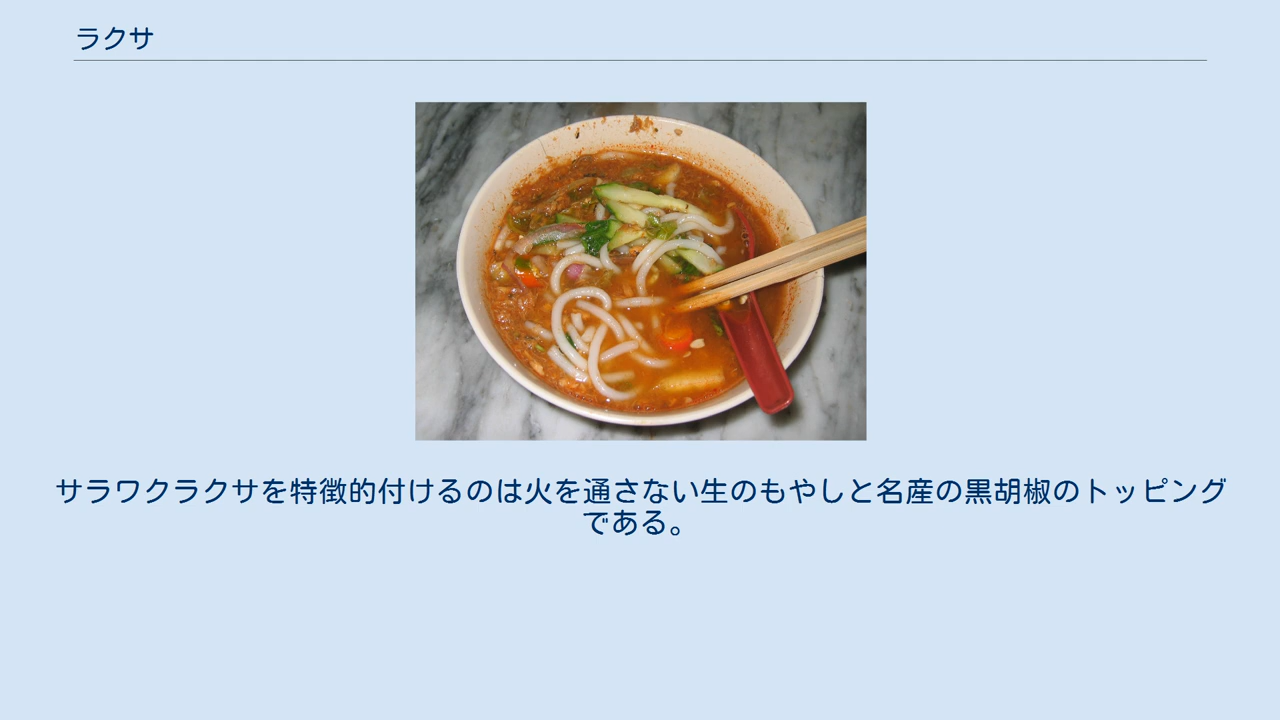 ラクサ
サラワクラクサを特徴的付けるのは火を通さない生のもやしと名産の黒胡椒のトッピング
である。